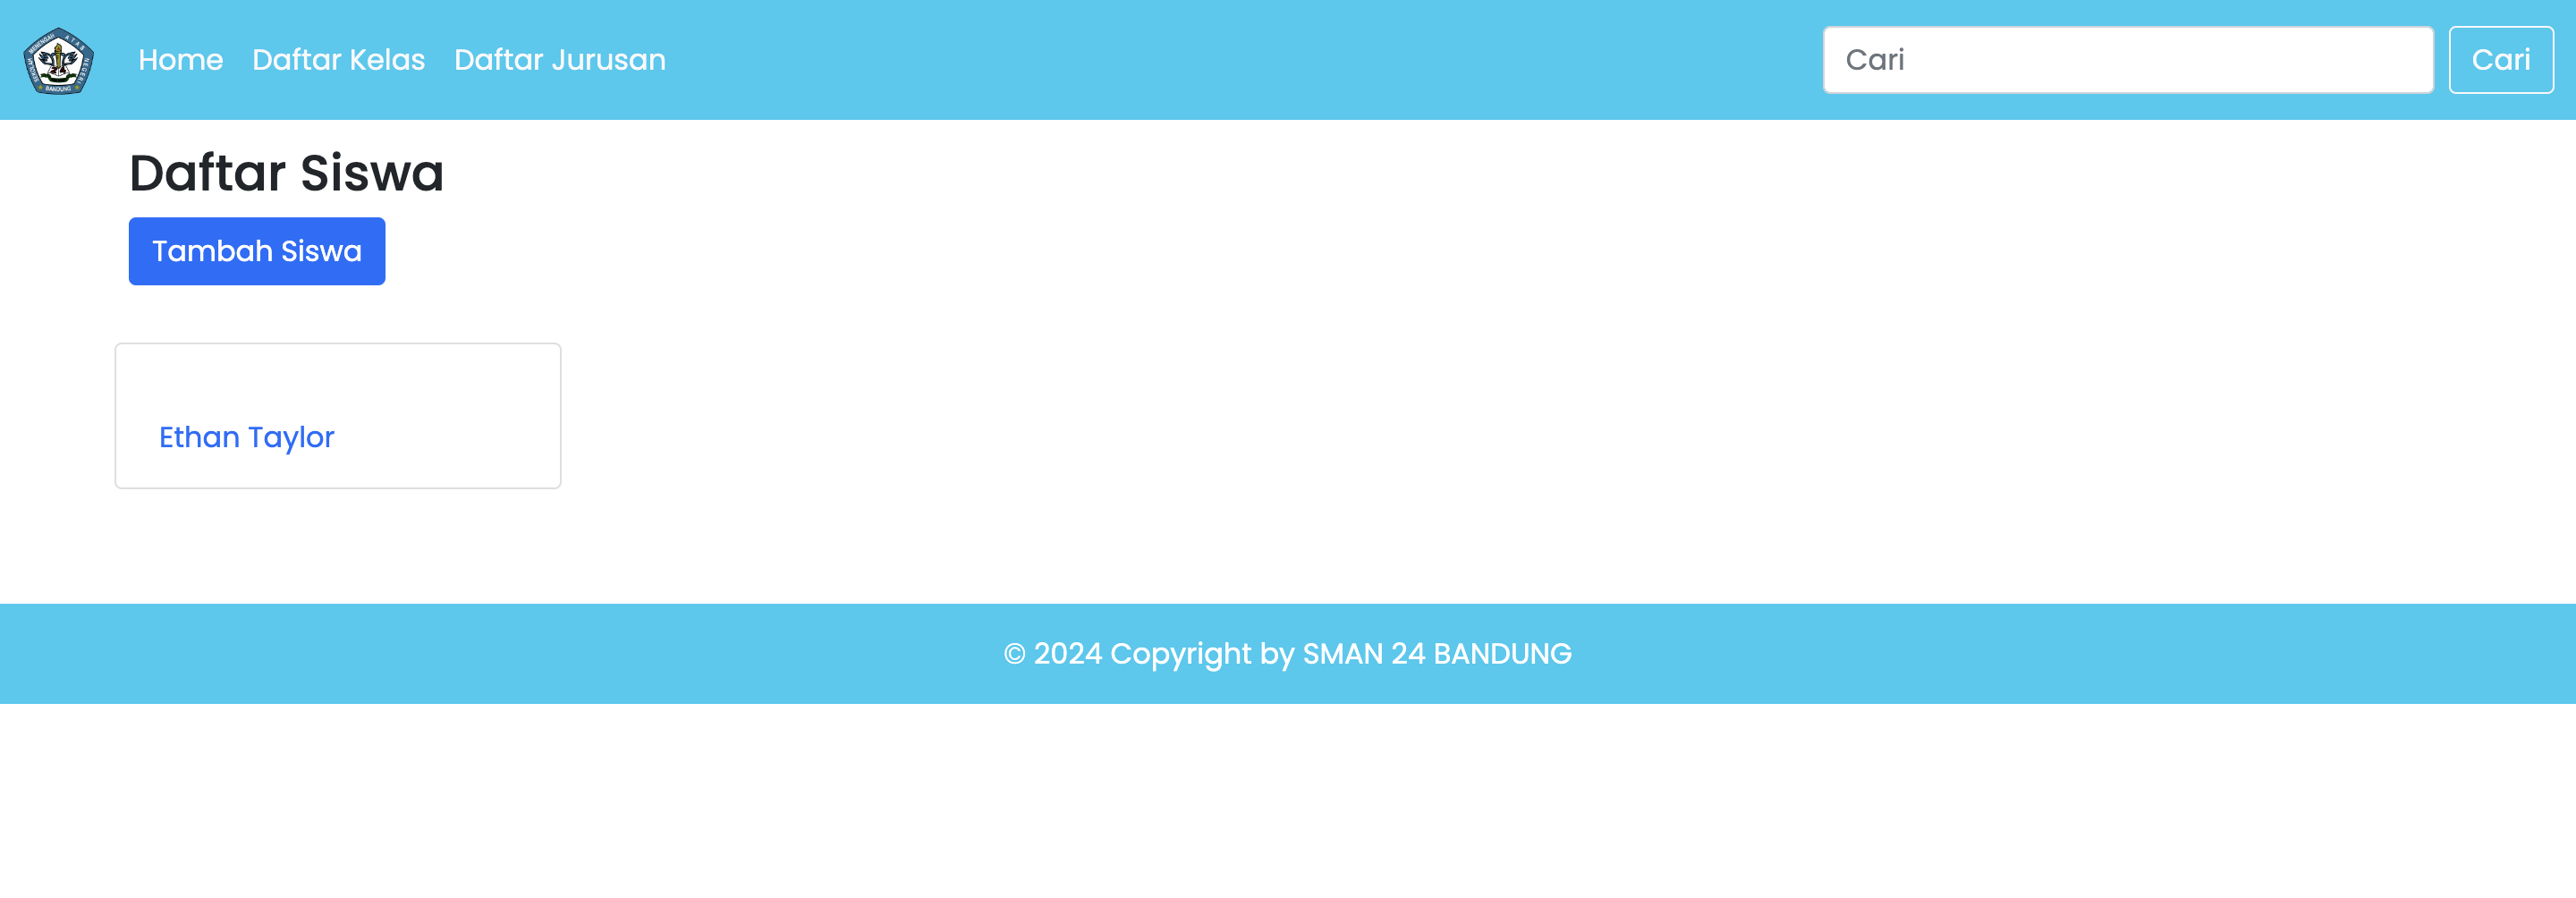 Home Daftar Kelas Daftar Jurusan Cari Cari
Daftar Siswa
Tambah Siswa
Ethan Taylor
© 2024 Copyright by SMAN 24 BANDUNG